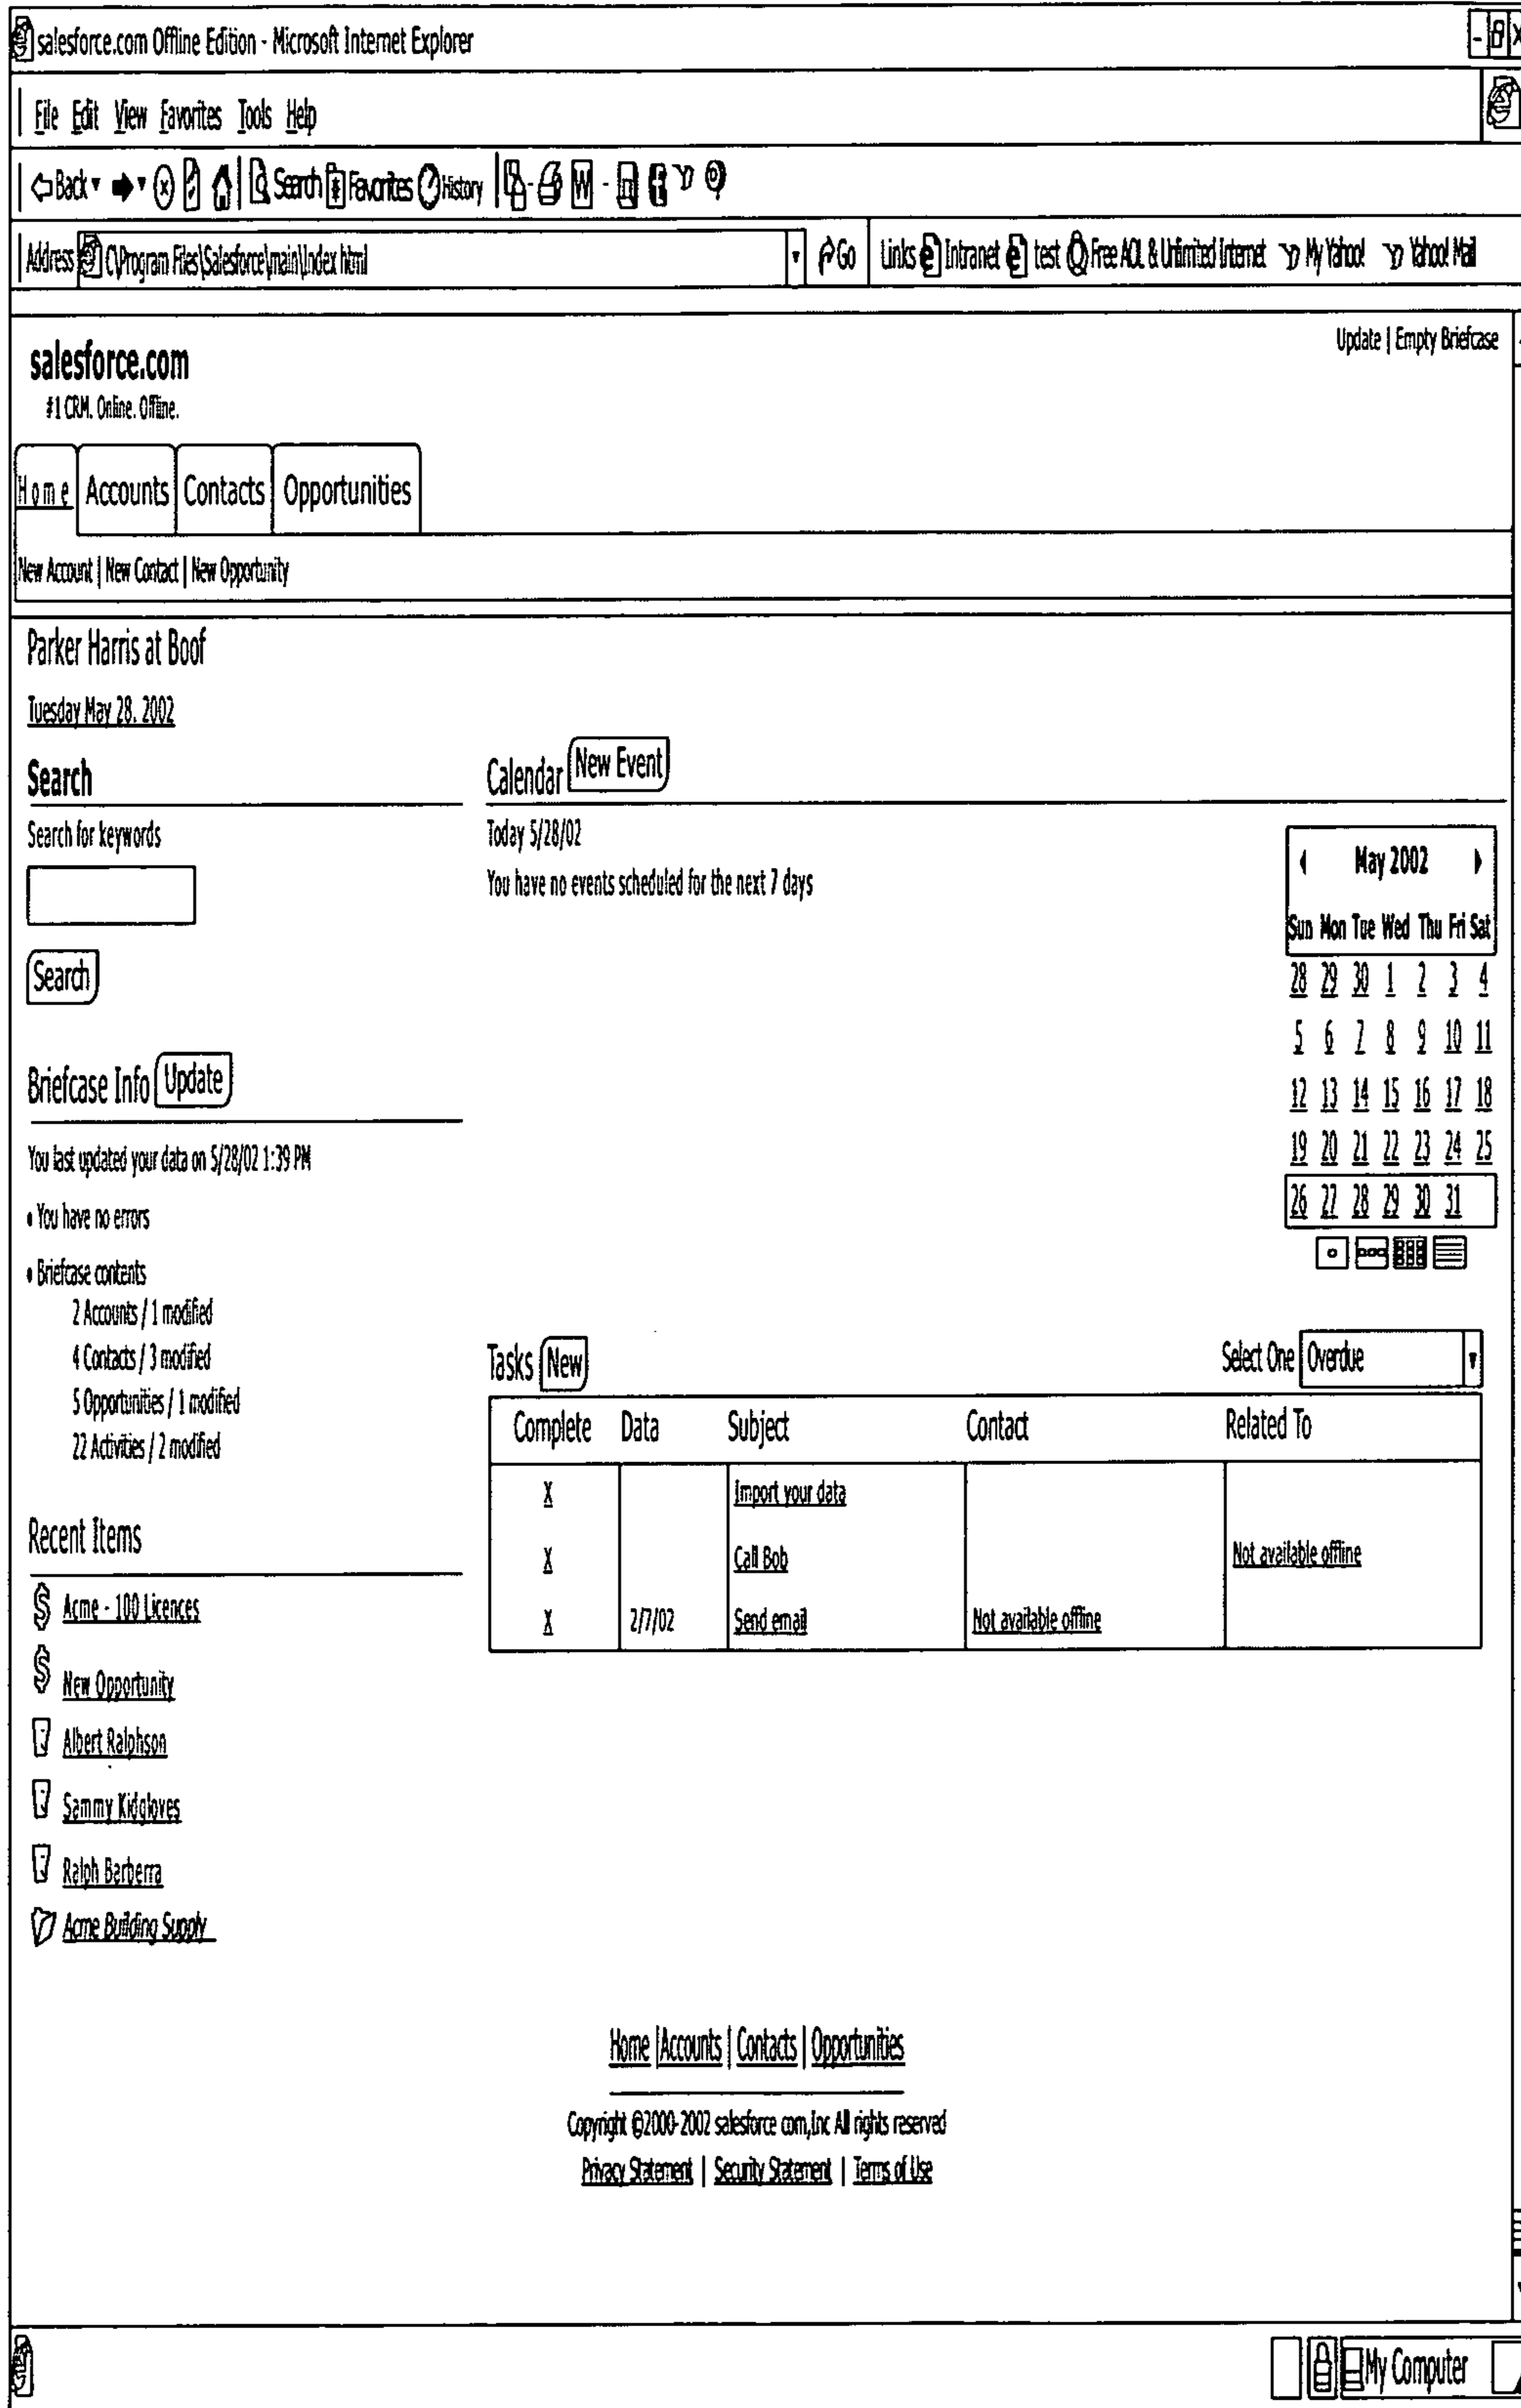 salesforce.com Offline Edition - Microsoft Internet Explorer
File Edit View Favorites Tools Help
Back Search Favorites History W
Address C\Program Files\Salesforce\main\Index html Go Links Intranet test Free AOL & Unlimited Internet My Yahoo! Yahoo! Mail
Update | Empty Briefcase
salesforce.com
#1 CRM. Online. Offline.
Home Accounts Contacts Opportunities
New Account | New Contact | New Opportunity
Parker Harris at Boof
Tuesday May 28. 2002
Search
Search for keywords
Search
Briefcase Info Update
You last updated your data on 5/28/02 1:39 PM
• You have no errors
• Briefcase contents
2 Accounts / 1 modified
4 Contacts / 3 modified
5 Opportunities / 1 modified
22 Activities / 2 modified
Recent Items
$ Acme - 100 Licences
$ New Opportunity
Albert Ralphson
Sammy Kidgloves
Ralph Barberra
Acme Building Supply
Calendar New Event
Today 5/28/02
You have no events scheduled for the next 7 days
May 2002
Sun Mon Tue Wed Thu Fri Sat
28 29 30 1 2 3 4
5 6 7 8 9 10 11
12 13 14 15 16 17 18
19 20 21 22 23 24 25
26 27 28 29 30 31
Tasks New Select One Overdue
Complete Data Subject Contact Related To
X Import your data
X Call Bob Not available offline
X 2/7/02 Send email Not available offline
Home | Accounts | Contacts | Opportunities
Copyright ©2000-2002 salesforce com,Inc All rights reserved
Privacy Statement | Security Statement | Terms of Use
My Computer